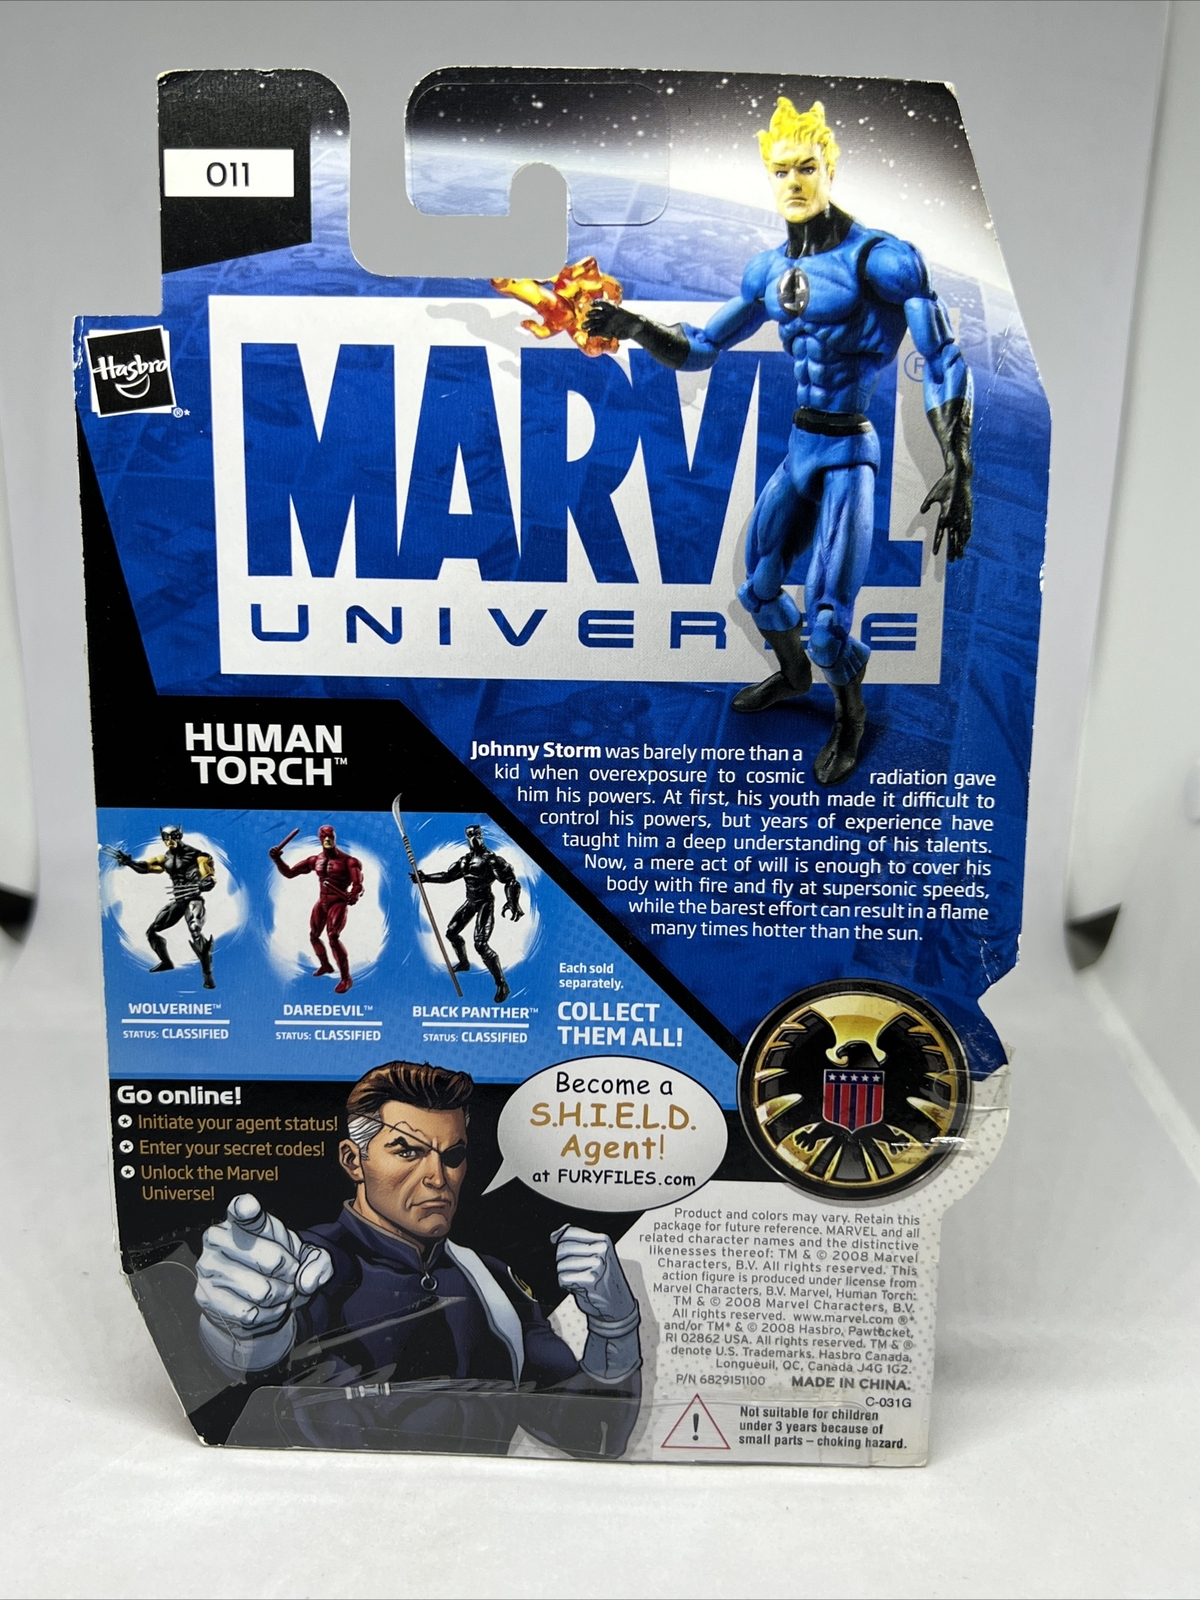 011
Hasbro
®*
MARVEL
UNIVERSE
HUMAN
TORCH™
Johnny Storm was barely more than a
kid when overexposure to cosmic radiation gave
him his powers. At first, his youth made it difficult to
control his powers, but years of experience have
taught him a deep understanding of his talents.
Now, a mere act of will is enough to cover his
body with fire and fly at supersonic speeds,
while the barest effort can result in a flame
many times hotter than the sun.
WOLVERINE™
STATUS: CLASSIFIED
DAREDEVIL™
STATUS: CLASSIFIED
BLACK PANTHER™
STATUS: CLASSIFIED
Each sold
separately.
COLLECT
THEM ALL!
Go online!
Initiate your agent status!
Enter your secret codes!
Unlock the Marvel
Universe!
Become a
S.H.I.E.L.D.
Agent!
at FURYFILES.com
Product and colors may vary. Retain this
package for future reference. MARVEL and all
related character names and the distinctive
likenesses thereof: TM & © 2008 Marvel
Characters, B.V. All rights reserved. This
action figure is produced under license from
Marvel Characters, B.V. Marvel, Human Torch:
TM & © 2008 Marvel Characters, B.V.
All rights reserved. www.marvel.com ®*
and/or TM* & © 2008 Hasbro, Pawtucket,
RI 02862 USA. All rights reserved. TM & ®
denote U.S. Trademarks. Hasbro Canada,
Longueuil, QC, Canada J4G 1G2.
P/N 6829151100 MADE IN CHINA.
C-031G
Not suitable for children
under 3 years because of
small parts – choking hazard.